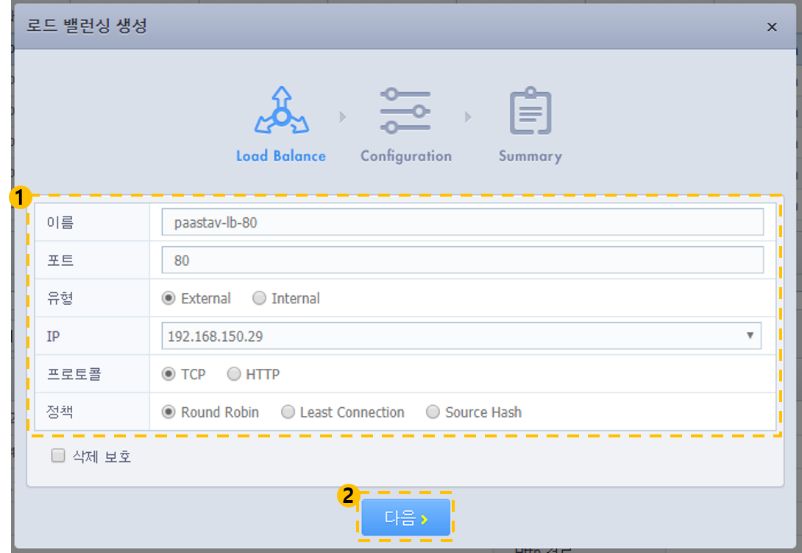 로드 밸런싱 생성 ×
Load Balance Configuration Summary
1
이름 paastav-lb-80
포트 80
유형 External Internal
IP 192.168.150.29
프로토콜 TCP HTTP
정책 Round Robin Least Connection Source Hash
삭제 보호
2
다음 >